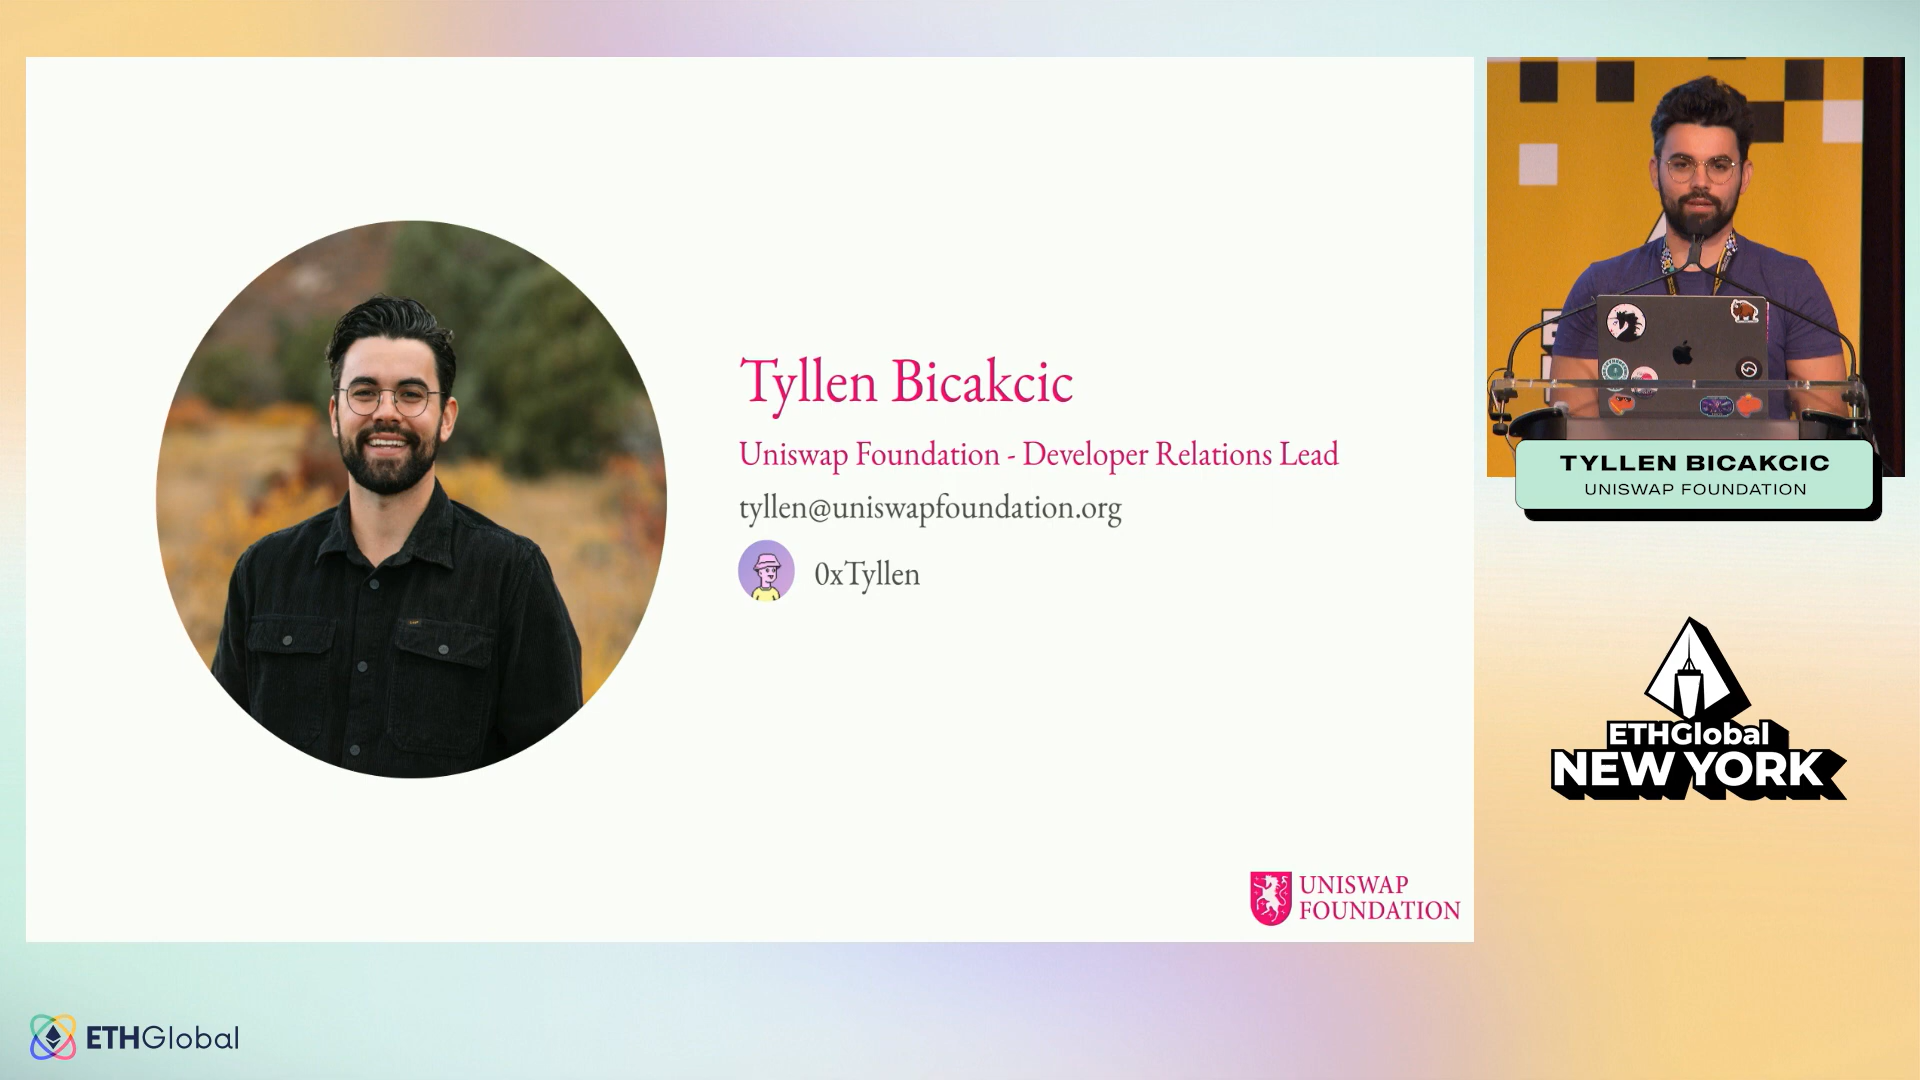 Tyllen Bicakcic
Uniswap Foundation - Developer Relations Lead
tyllen@uniswapfoundation.org
0xTyllen
UNISWAP
FOUNDATION
TYLLEN BICAKCIC
UNISWAP FOUNDATION
ETHGlobal
NEW YORK
ETHGlobal